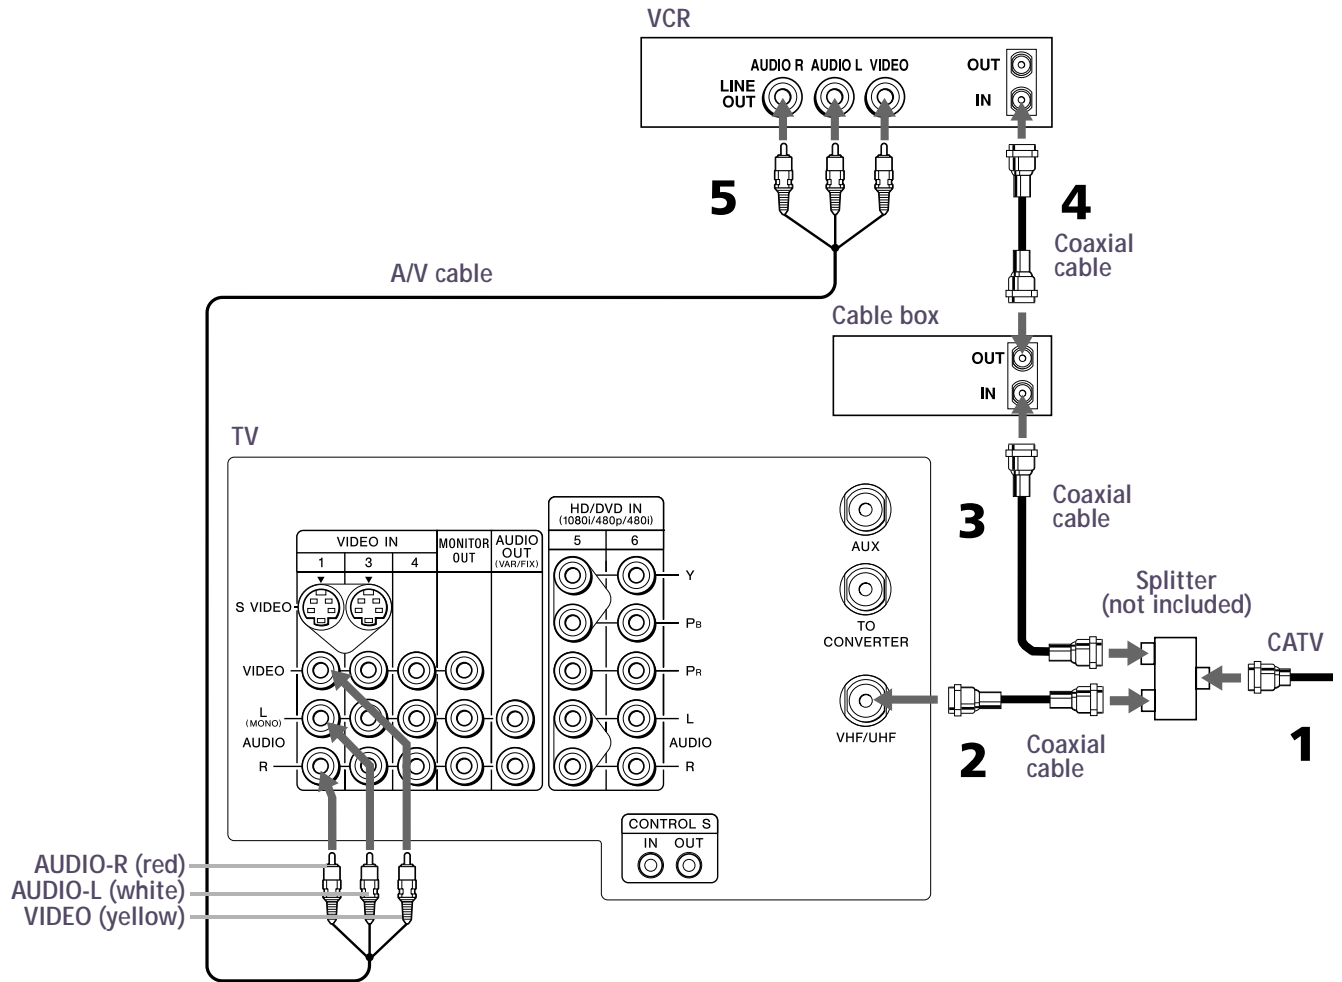 VCR
AUDIO R AUDIO L VIDEO
LINE
OUT
OUT
IN
5
4
Coaxial
cable
A/V cable
Cable box
OUT
IN
TV
3
Coaxial
cable
HD/DVD IN
(1080i/480p/480i)
5 6
VIDEO IN
1 3 4
MONITOR
OUT
AUDIO
OUT
(VAR/FIX)
S VIDEO
VIDEO
L
(MONO)
AUDIO
R
Y
PB
PR
L
AUDIO
R
AUX
TO
CONVERTER
VHF/UHF
Splitter
(not included)
CATV
1
2
Coaxial
cable
CONTROL S
IN OUT
AUDIO-R (red)
AUDIO-L (white)
VIDEO (yellow)